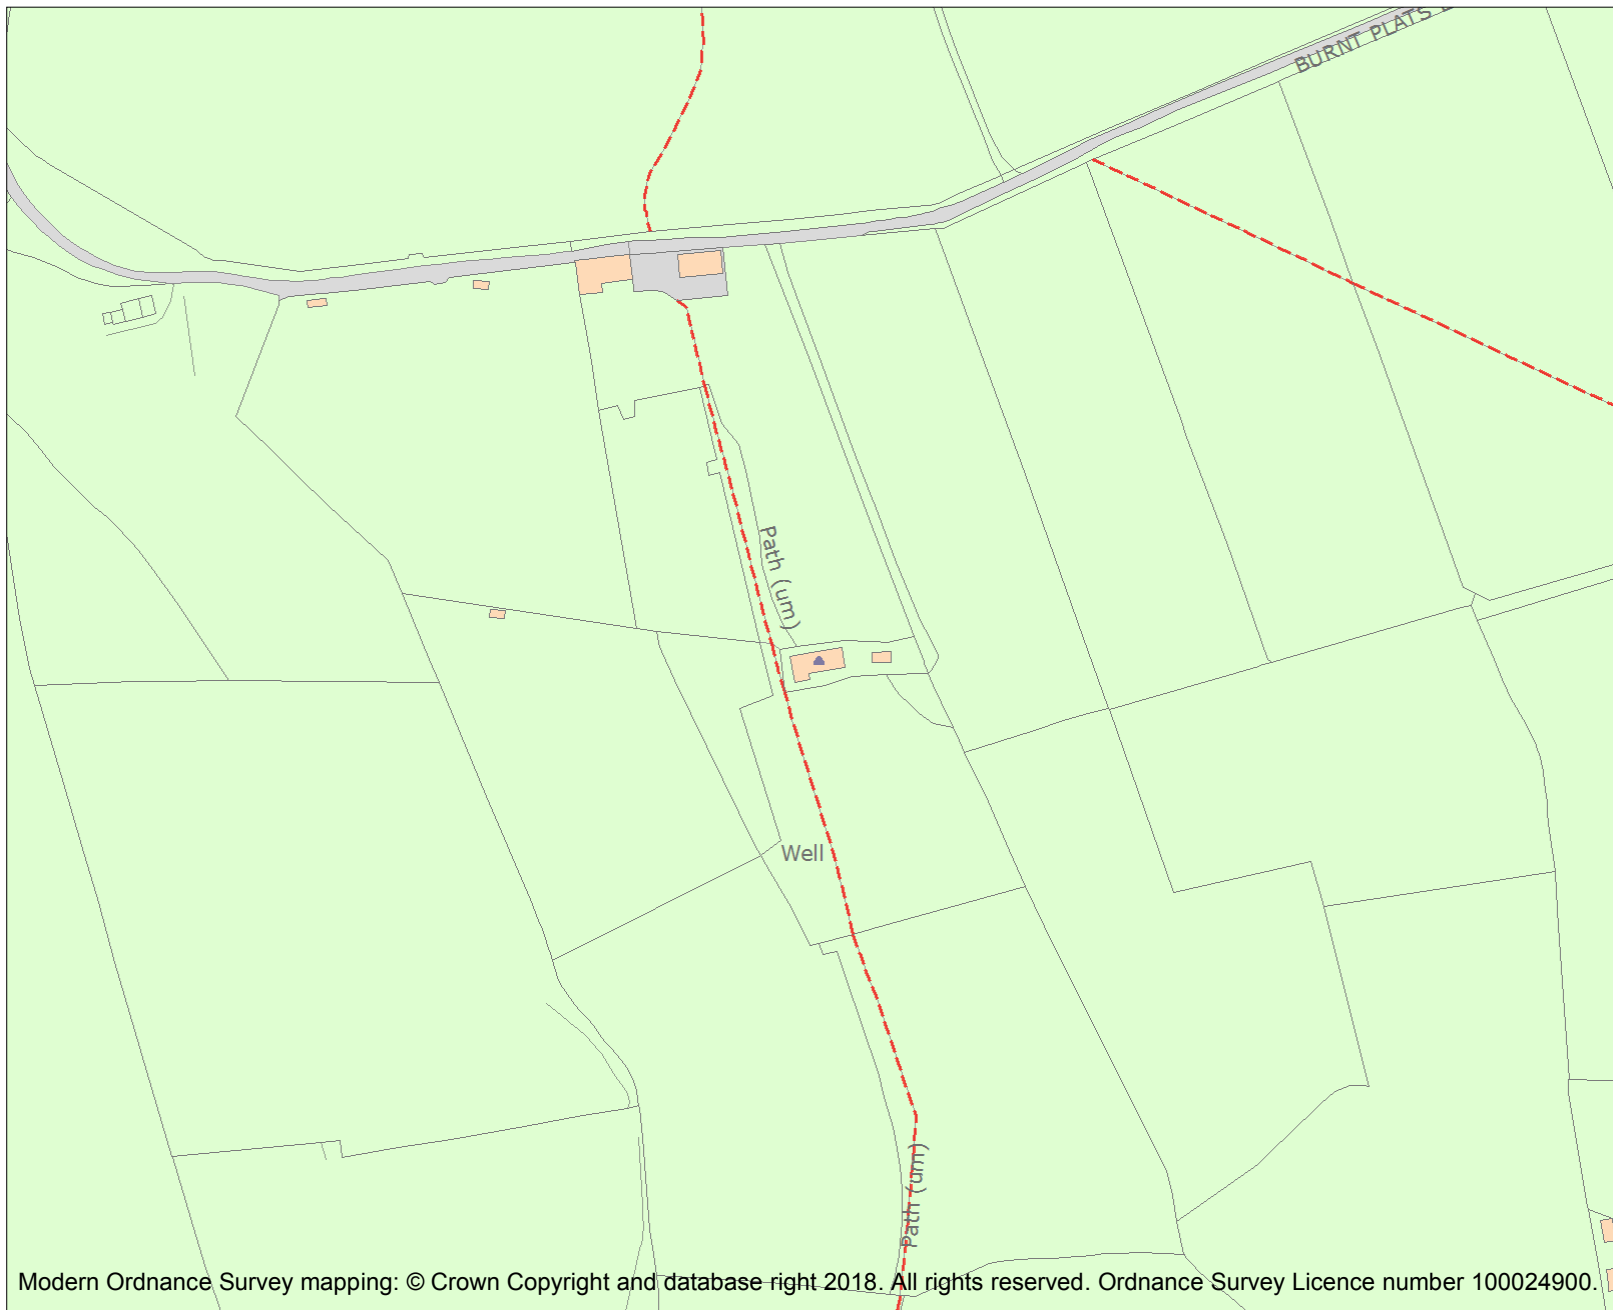 BURNT PLATS
Path (um)
Well
Path (um)
Modern Ordnance Survey mapping: © Crown Copyright and database right 2018. All rights reserved. Ordnance Survey Licence number 100024900.